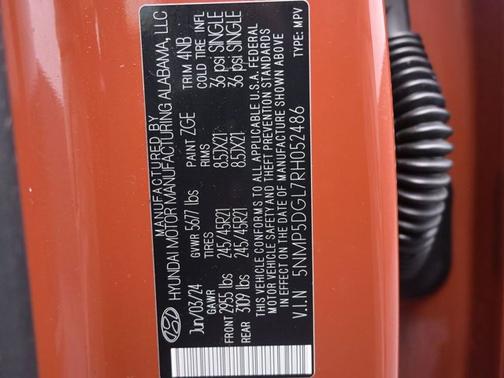 MANUFACTURED BY
HYUNDAI MOTOR MANUFACTURING ALABAMA, LLC
Jun/03/24 GVWR 5677 lbs PAINT ZGE TRIM 4NB
GAWR TIRES RIMS COLD TIRE INFL
FRONT 2955 lbs 245/45R21 8.5JX21 36 psi SINGLE
REAR 3109 lbs 245/45R21 8.5JX21 36 psi SINGLE
THIS VEHICLE CONFORMS TO ALL APPLICABLE U.S.A. FEDERAL
MOTOR VEHICLE SAFETY AND THEFT PREVENTION STANDARDS
IN EFFECT ON THE DATE OF MANUFACTURE SHOWN ABOVE.
V.I.N 5NMP5DGL7RH052486 (MPV)